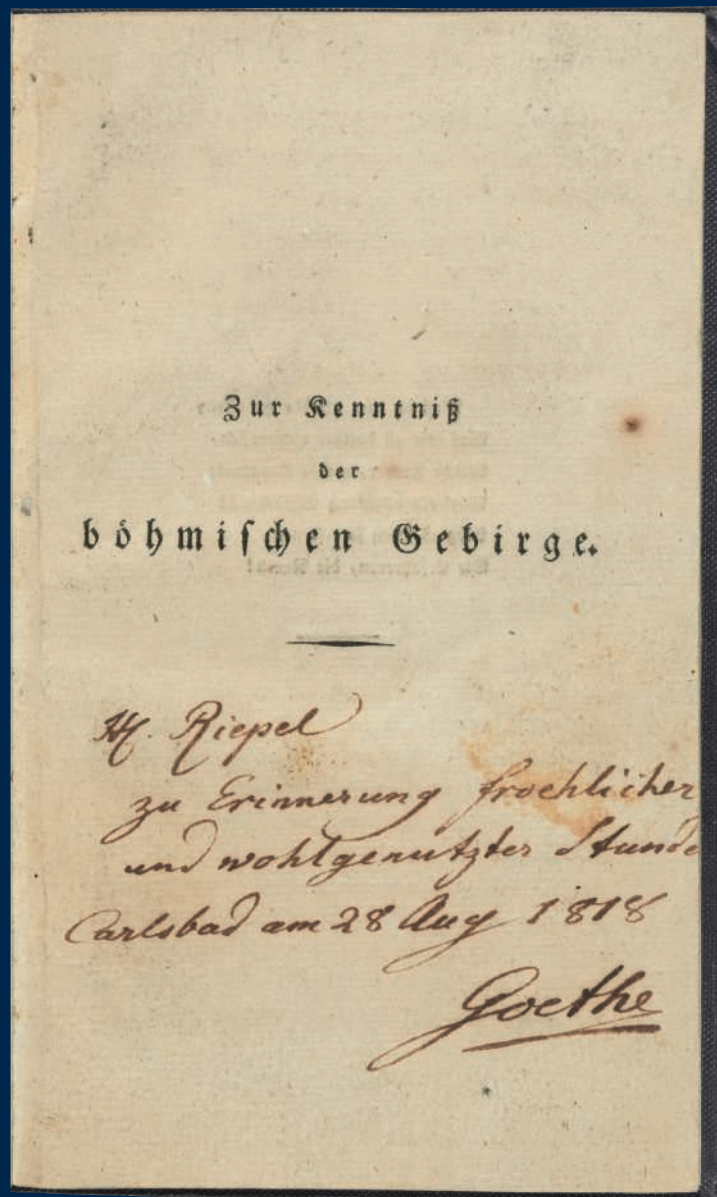 Zur Kenntniß
der
böhmischen Gebirge.
H. Riepel
zu Erinnerung froehlicher
und wohlgenutzter Stunde
Carlsbad am 28 Aug 1818
Goethe